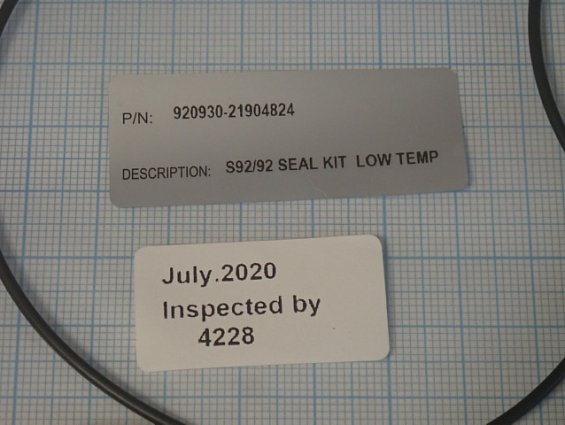 P/N: 920930-21904824
DESCRIPTION: S92/92 SEAL KIT LOW TEMP
July.2020
Inspected by
4228